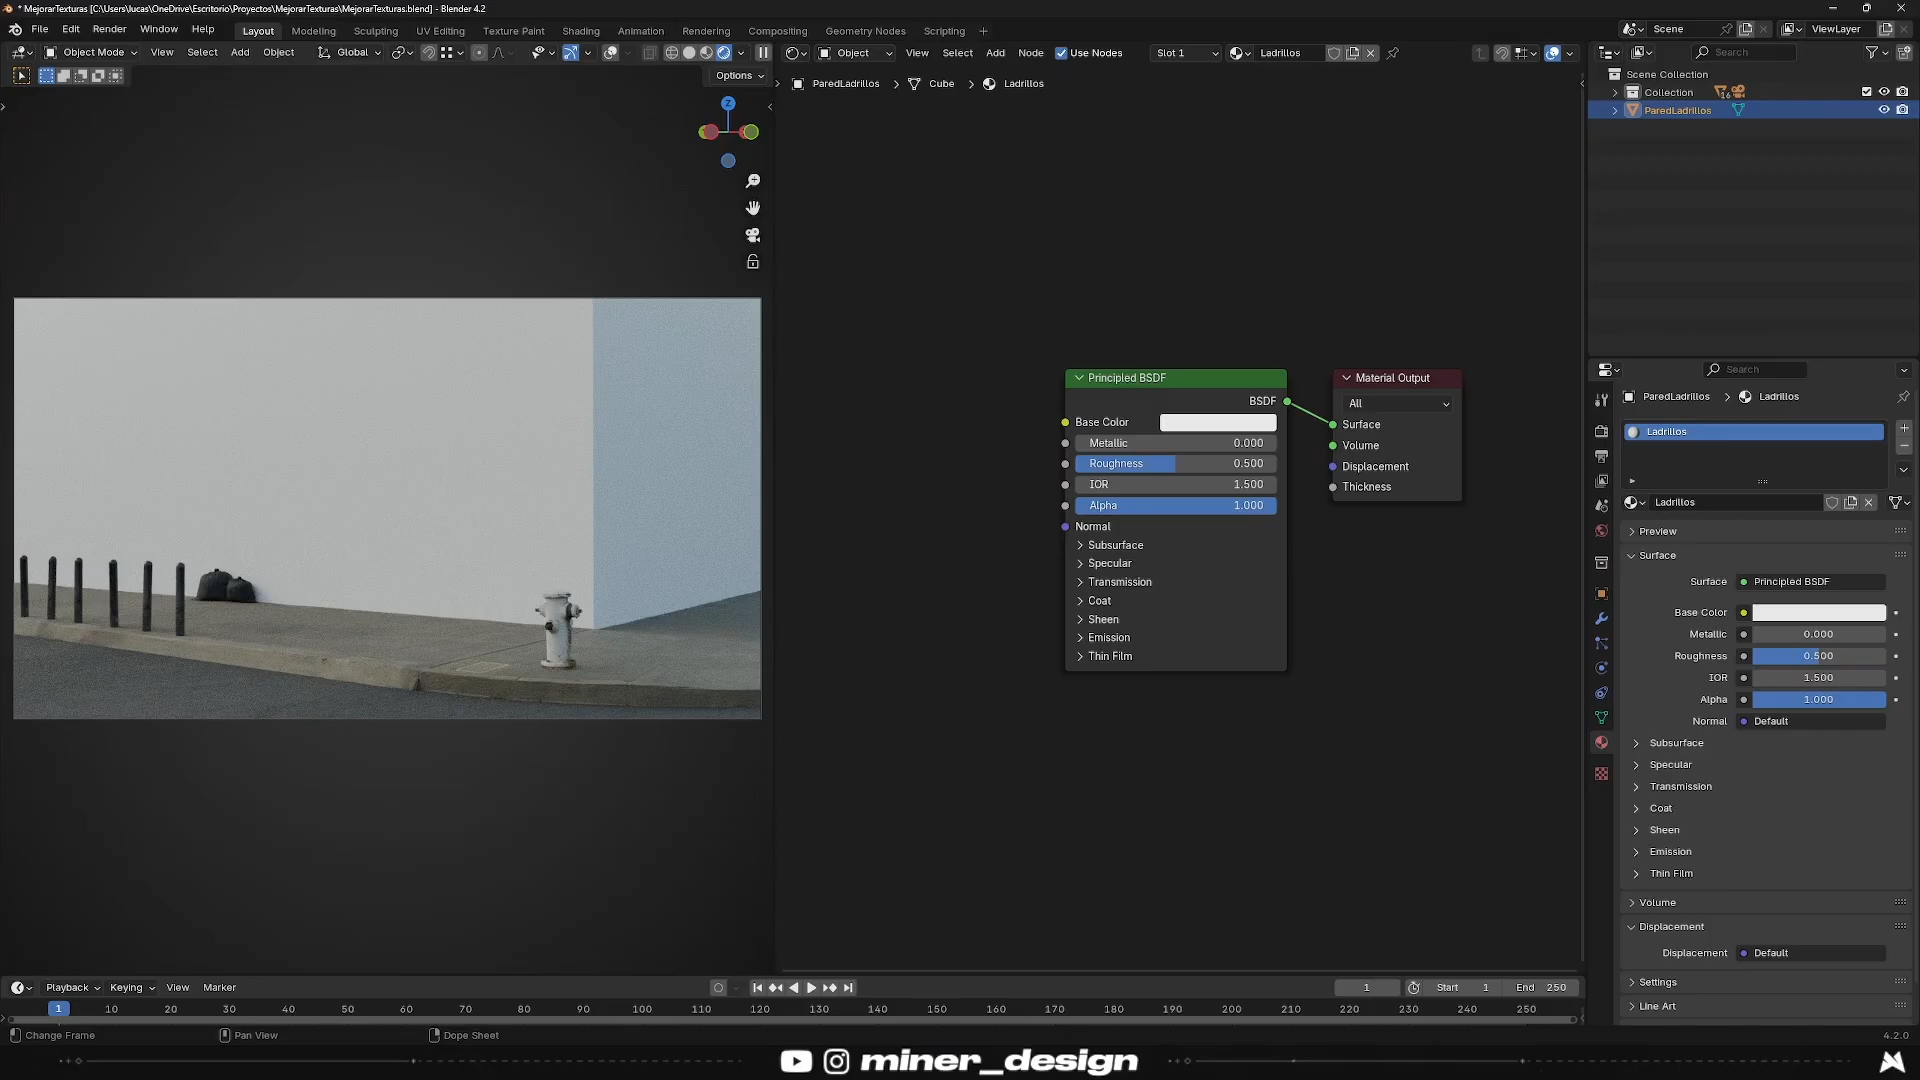 * MejorarTexturas [C:\Users\lucas\OneDrive\Escritorio\Proyectos\MejorarTexturas\MejorarTexturas.blend] - Blender 4.2
File Edit Render Window Help Layout Modeling Sculpting UV Editing Texture Paint Shading Animation Rendering Compositing Geometry Nodes Scripting Scene ViewLayer
Object Mode View Select Add Object Global Object View Select Add Node Use Nodes Slot 1 Ladrillos Search
Options
Scene Collection
PavedLadrillos > Cube > Ladrillos
Collection 16
ParedLadrillos
Z
Search
ParedLadrillos > Ladrillos
Ladrillos
Ladrillos
Preview
Surface
Surface Principled BSDF
Base Color
Metallic 0.000
Roughness 0.500
IOR 1.500
Alpha 1.000
Normal Default
Subsurface
Specular
Transmission
Coat
Sheen
Emission
Thin Film
Volume
Displacement
Displacement Default
Settings
Line Art
Principled BSDF
BSDF
Base Color
Metallic 0.000
Roughness 0.500
IOR 1.500
Alpha 1.000
Normal
Subsurface
Specular
Transmission
Coat
Sheen
Emission
Thin Film
Material Output
All
Surface
Volume
Displacement
Thickness
Playback Keying View Marker 1 Start 1 End 250
1 10 20 30 40 50 60 70 80 90 100 110 120 130 140 150 160 170 180 190 200 210 220 230 240 250
Change Frame Pan View Dope Sheet 4.2.0
miner_design